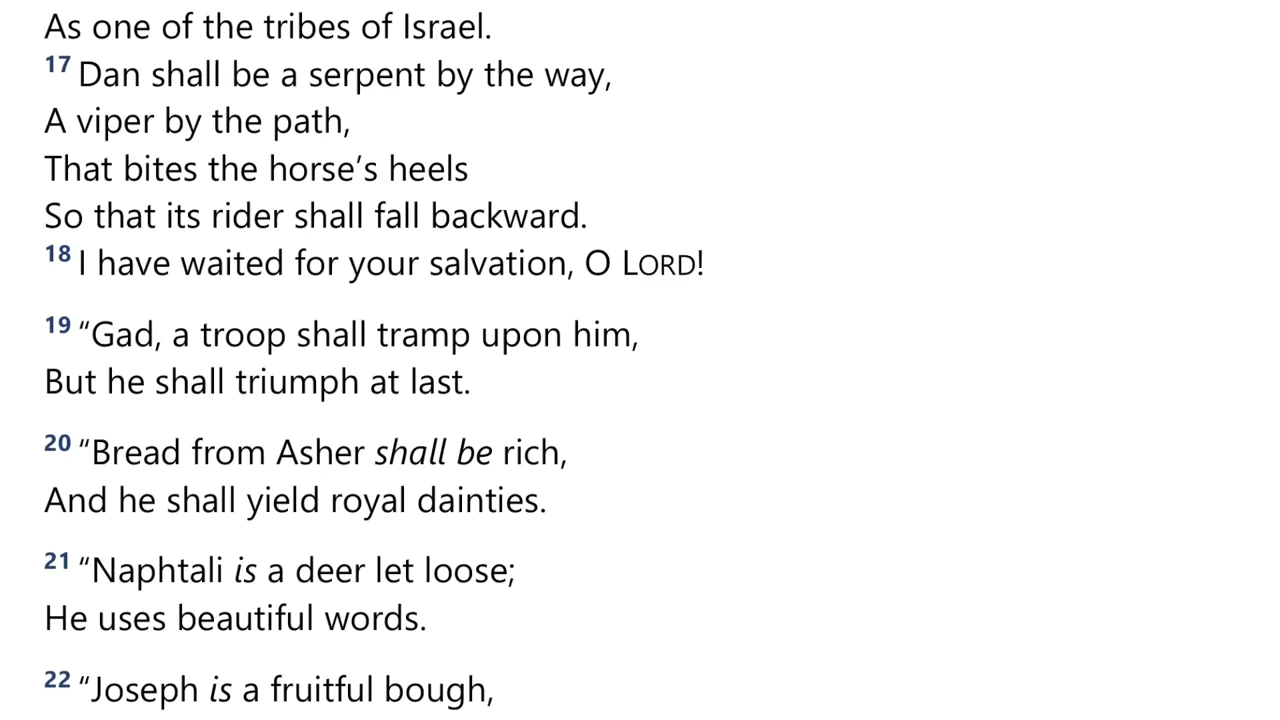 As one of the tribes of Israel.
17 Dan shall be a serpent by the way,
A viper by the path,
That bites the horse’s heels
So that its rider shall fall backward.
18 I have waited for your salvation, O LORD!
19 “Gad, a troop shall tramp upon him,
But he shall triumph at last.
20 “Bread from Asher shall be rich,
And he shall yield royal dainties.
21 “Naphtali is a deer let loose;
He uses beautiful words.
22 “Joseph is a fruitful bough,